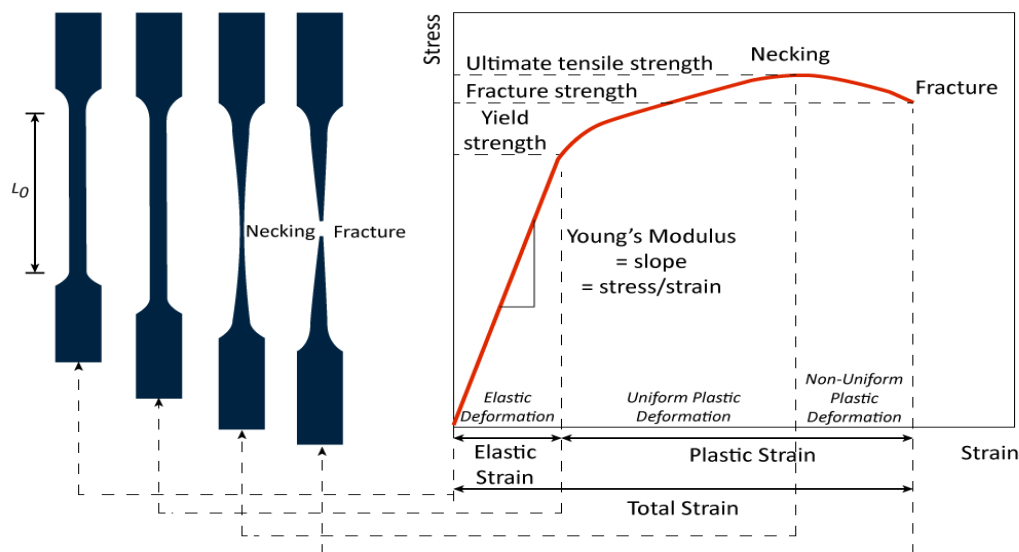 L0
Necking
Fracture
Stress
Ultimate tensile strength
Necking
Fracture strength
Fracture
Yield
strength
Young's Modulus
= slope
= stress/strain
Elastic
Deformation
Uniform Plastic
Deformation
Non-Uniform
Plastic
Deformation
Elastic
Strain
Plastic Strain
Strain
Total Strain